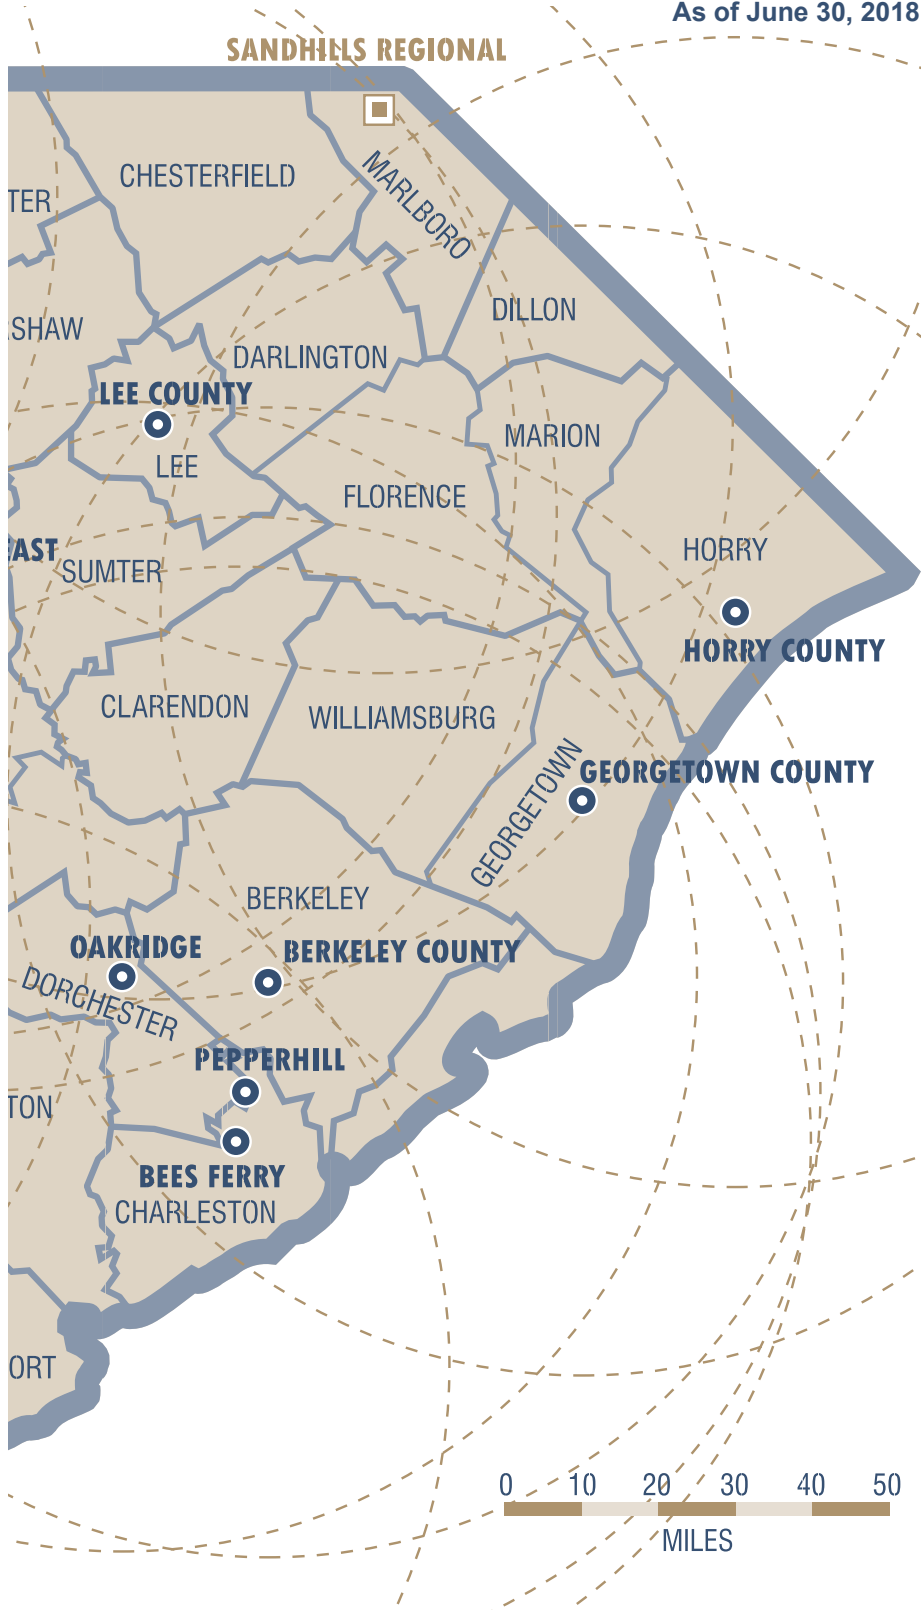 As of June 30, 2018
SANDHILLS REGIONAL
CHESTERFIELD
MARLBORO
TER
DILLON
SHAW
DARLINGTON
LEE COUNTY
MARION
LEE
FLORENCE
HORRY
EAST
SUMTER
HORRY COUNTY
CLARENDON
WILLIAMSBURG
GEORGETOWN
GEORGETOWN COUNTY
BERKELEY
OAKRIDGE
BERKELEY COUNTY
DORCHESTER
PEPPERHILL
TON
BEES FERRY
CHARLESTON
ORT
0 10 20 30 40 50
MILES